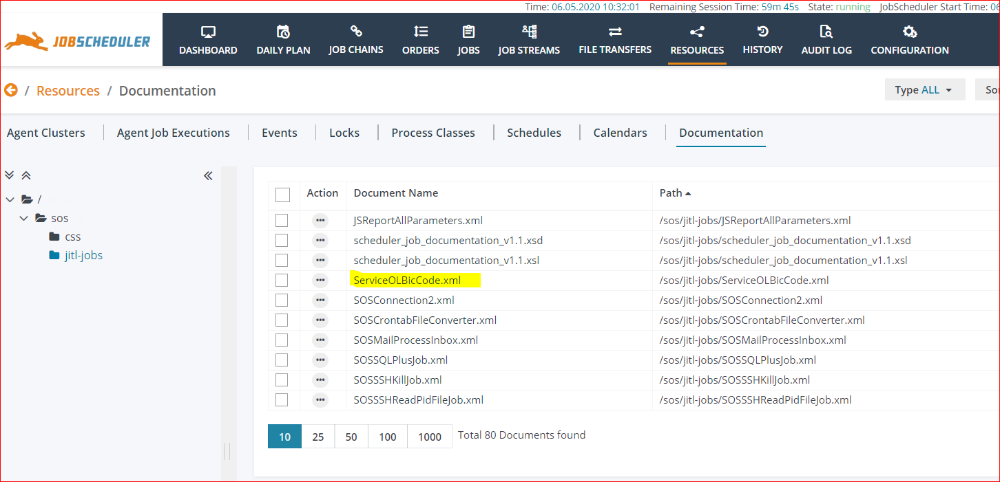 Time: 06.05.2020 10:32:01 Remaining Session Time: 59m 45s State: running JobScheduler Start Time: 06
JOBSCHEDULER
DASHBOARD DAILY PLAN JOB CHAINS ORDERS JOBS JOB STREAMS FILE TRANSFERS RESOURCES HISTORY AUDIT LOG CONFIGURATION
/ Resources / Documentation
Type ALL
Sor
Agent Clusters Agent Job Executions Events Locks Process Classes Schedules Calendars Documentation
/
sos
css
jitl-jobs
Action Document Name Path
JSReportAllParameters.xml /sos/jitl-jobs/JSReportAllParameters.xml
scheduler_job_documentation_v1.1.xsd /sos/jitl-jobs/scheduler_job_documentation_v1.1.xsd
scheduler_job_documentation_v1.1.xsl /sos/jitl-jobs/scheduler_job_documentation_v1.1.xsl
ServiceOLBicCode.xml /sos/jitl-jobs/ServiceOLBicCode.xml
SOSConnection2.xml /sos/jitl-jobs/SOSConnection2.xml
SOSCrontabFileConverter.xml /sos/jitl-jobs/SOSCrontabFileConverter.xml
SOSMailProcessInbox.xml /sos/jitl-jobs/SOSMailProcessInbox.xml
SOSSQLPlusJob.xml /sos/jitl-jobs/SOSSQLPlusJob.xml
SOSSSHKillJob.xml /sos/jitl-jobs/SOSSSHKillJob.xml
SOSSSHReadPidFileJob.xml /sos/jitl-jobs/SOSSSHReadPidFileJob.xml
10 25 50 100 1000 Total 80 Documents found